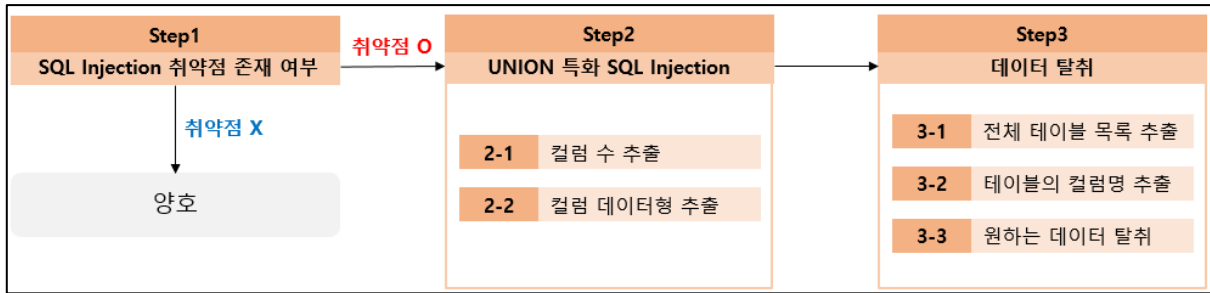 Step1
SQL Injection 취약점 존재 여부
취약점 O
취약점 X
양호
Step2
UNION 특화 SQL Injection
2-1 컬럼 수 추출
2-2 컬럼 데이터형 추출
Step3
데이터 탈취
3-1 전체 테이블 목록 추출
3-2 테이블의 컬럼명 추출
3-3 원하는 데이터 탈취